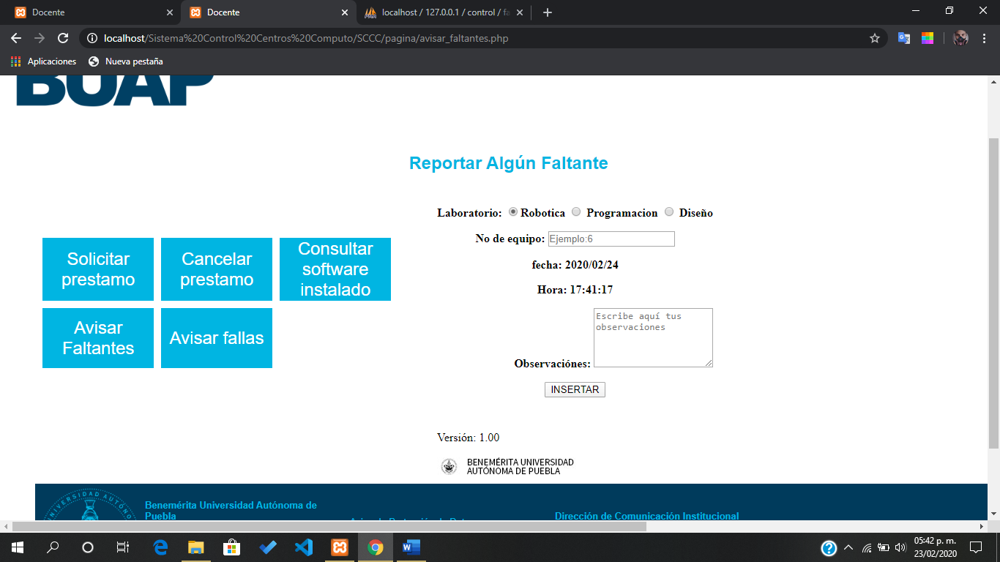 Docente
Docente
localhost / 127.0.0.1 / control / fa
localhost/Sistema%20Control%20Centros%20Computo/SCCC/pagina/avisar_faltantes.php
Aplicaciones
Nueva pestaña
BUAP
Reportar Algún Faltante
Laboratorio: Robotica Programacion Diseño
No de equipo: Ejemplo:6
fecha: 2020/02/24
Hora: 17:41:17
Escribe aquí tus
observaciones
Observaciónes:
INSERTAR
Solicitar
prestamo
Cancelar
prestamo
Consultar
software
instalado
Avisar
Faltantes
Avisar fallas
Versión: 1.00
BENEMÉRITA UNIVERSIDAD
AUTÓNOMA DE PUEBLA
Benemérita Universidad Autónoma de
Puebla
Dirección de Comunicación Institucional
05:42 p. m.
23/02/2020